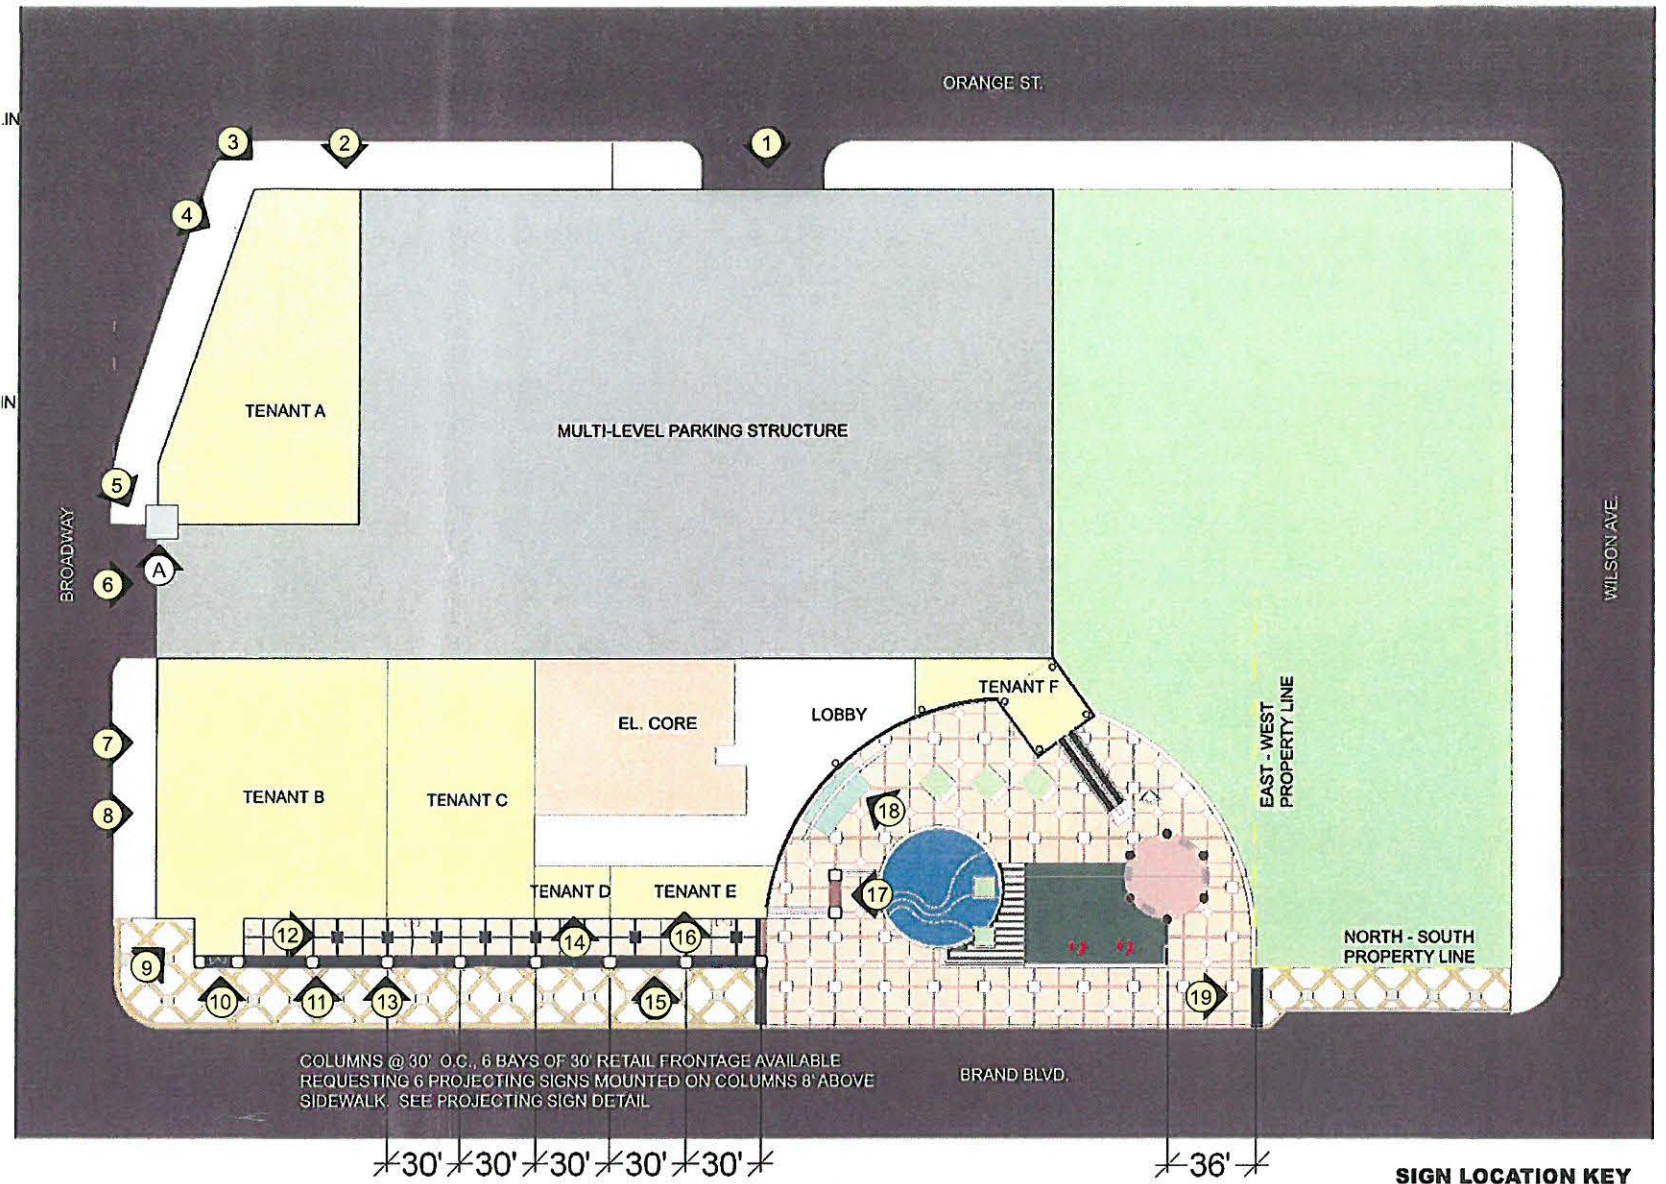 ORANGE ST.
.IN
3
2
1
4
IN
TENANT A
MULTI-LEVEL PARKING STRUCTURE
5
BROADWAY
WILSON AVE.
6
A
TENANT F
EAST - WEST
PROPERTY LINE
LOBBY
EL. CORE
7
TENANT B
TENANT C
8
18
TENANT D
TENANT E
17
12
14
16
NORTH - SOUTH
PROPERTY LINE
9
10
11
13
15
19
COLUMNS @ 30' O.C., 6 BAYS OF 30' RETAIL FRONTAGE AVAILABLE
REQUESTING 6 PROJECTING SIGNS MOUNTED ON COLUMNS 8' ABOVE
SIDEWALK. SEE PROJECTING SIGN DETAIL
BRAND BLVD.
30' 30' 30' 30' 30'
36'
SIGN LOCATION KEY